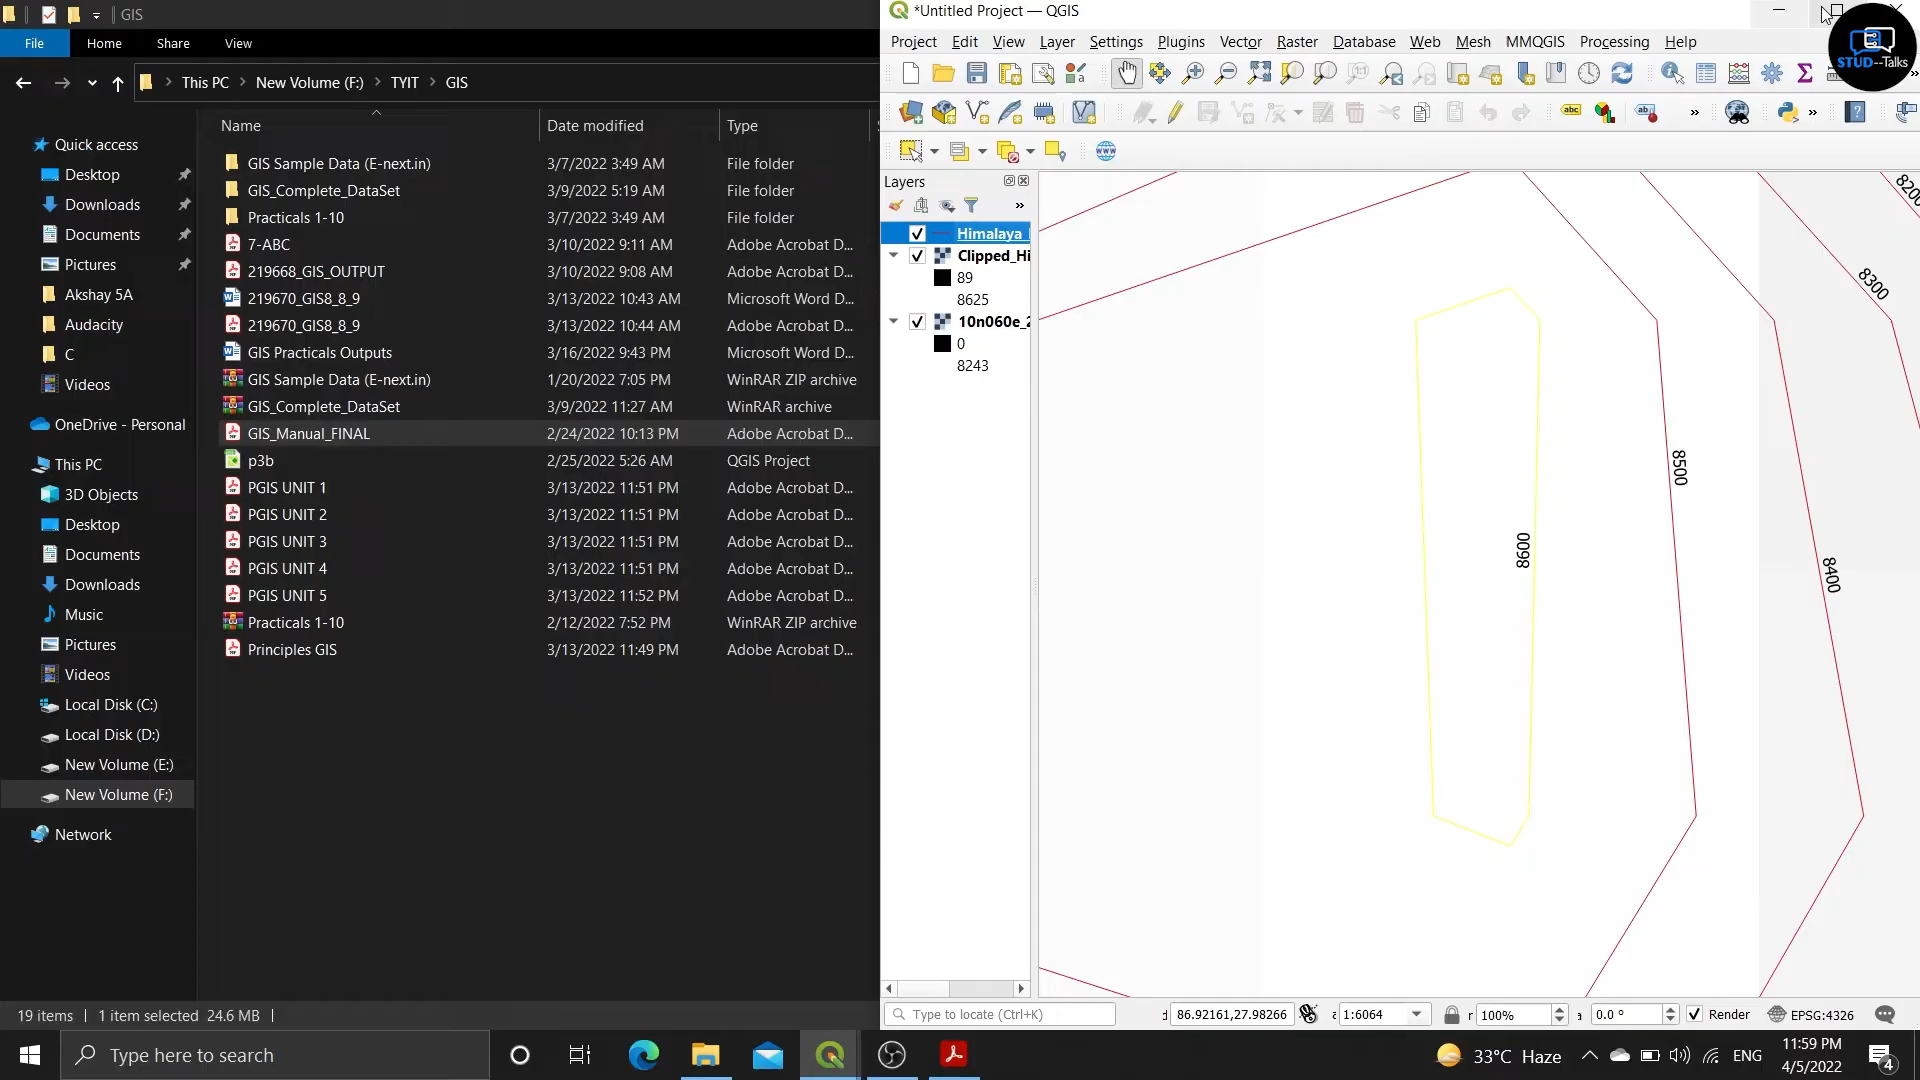 GIS
File
Home
Share
View
This PC
New Volume (F:)
TYIT
GIS
Name
Date modified
Type
Quick access
Desktop
Downloads
Documents
Pictures
Akshay 5A
Audacity
C
Videos
OneDrive - Personal
This PC
3D Objects
Desktop
Documents
Downloads
Music
Pictures
Videos
Local Disk (C:)
Local Disk (D:)
New Volume (E:)
New Volume (F:)
Network
GIS Sample Data (E-next.in) 3/7/2022 3:49 AM File folder
GIS_Complete_DataSet 3/9/2022 5:19 AM File folder
Practicals 1-10 3/7/2022 3:49 AM File folder
7-ABC 3/10/2022 9:11 AM Adobe Acrobat D...
219668_GIS_OUTPUT 3/10/2022 9:08 AM Adobe Acrobat D...
219670_GIS8_8_9 3/13/2022 10:43 AM Microsoft Word D...
219670_GIS8_8_9 3/13/2022 10:44 AM Adobe Acrobat D...
GIS Practicals Outputs 3/16/2022 9:43 PM Microsoft Word D...
GIS Sample Data (E-next.in) 1/20/2022 7:05 PM WinRAR ZIP archive
GIS_Complete_DataSet 3/9/2022 11:27 AM WinRAR archive
GIS_Manual_FINAL 2/24/2022 10:13 PM Adobe Acrobat D...
p3b 2/25/2022 5:26 AM QGIS Project
PGIS UNIT 1 3/13/2022 11:51 PM Adobe Acrobat D...
PGIS UNIT 2 3/13/2022 11:51 PM Adobe Acrobat D...
PGIS UNIT 3 3/13/2022 11:51 PM Adobe Acrobat D...
PGIS UNIT 4 3/13/2022 11:51 PM Adobe Acrobat D...
PGIS UNIT 5 3/13/2022 11:52 PM Adobe Acrobat D...
Practicals 1-10 2/12/2022 7:52 PM WinRAR ZIP archive
Principles GIS 3/13/2022 11:49 PM Adobe Acrobat D...
19 items 1 item selected 24.6 MB
*Untitled Project — QGIS
Project Edit View Layer Settings Plugins Vector Raster Database Web Mesh MMQGIS Processing Help
STUD--Talks
abc
Layers
Himalaya
Clipped_Hi
89
8625
10n060e_2
0
8243
8200
8300
8500
8600
8400
Type to locate (Ctrl+K)
86.92161,27.98266
1:6064
100%
0.0 °
Render
EPSG:4326
Type here to search
33°C Haze
ENG
11:59 PM
4/5/2022
4